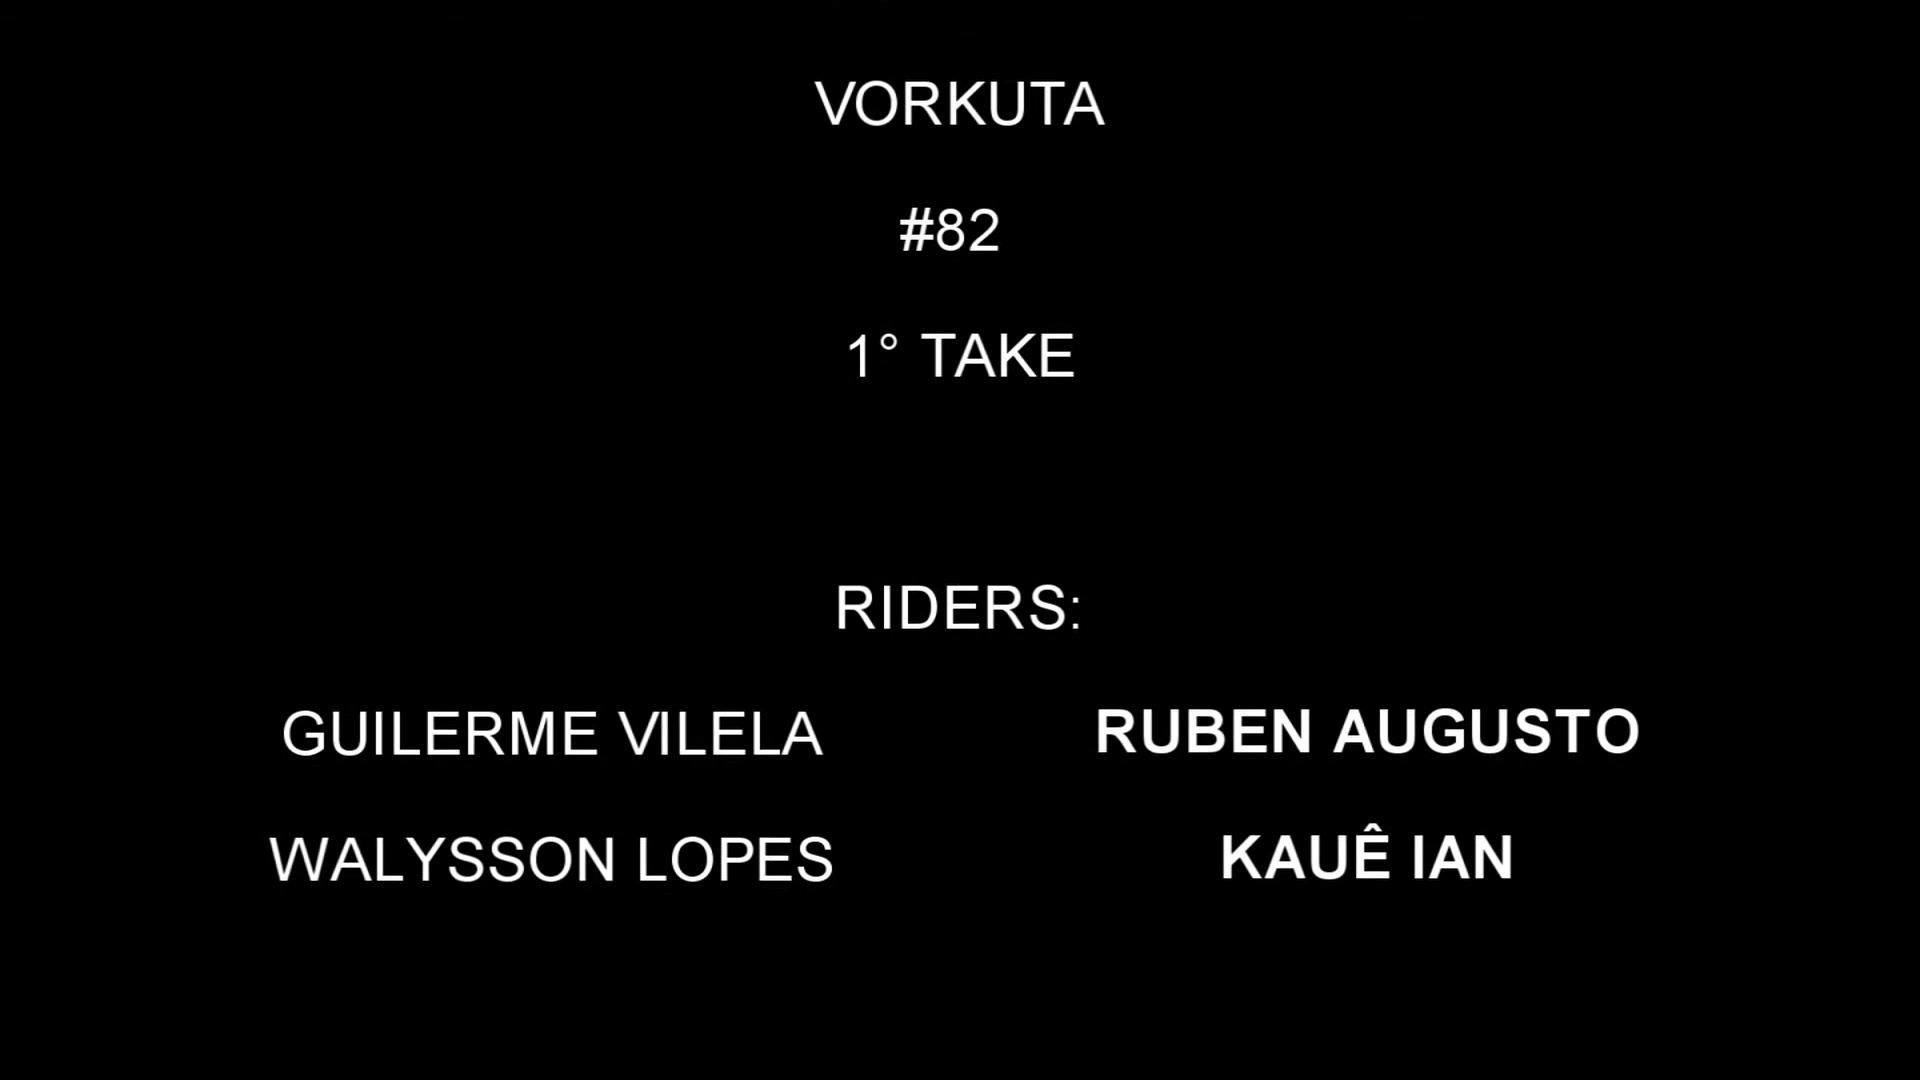 VORKUTA
#82
1° TAKE
RIDERS:
GUILERME VILELA
RUBEN AUGUSTO
WALYSSON LOPES
KAUÊ IAN